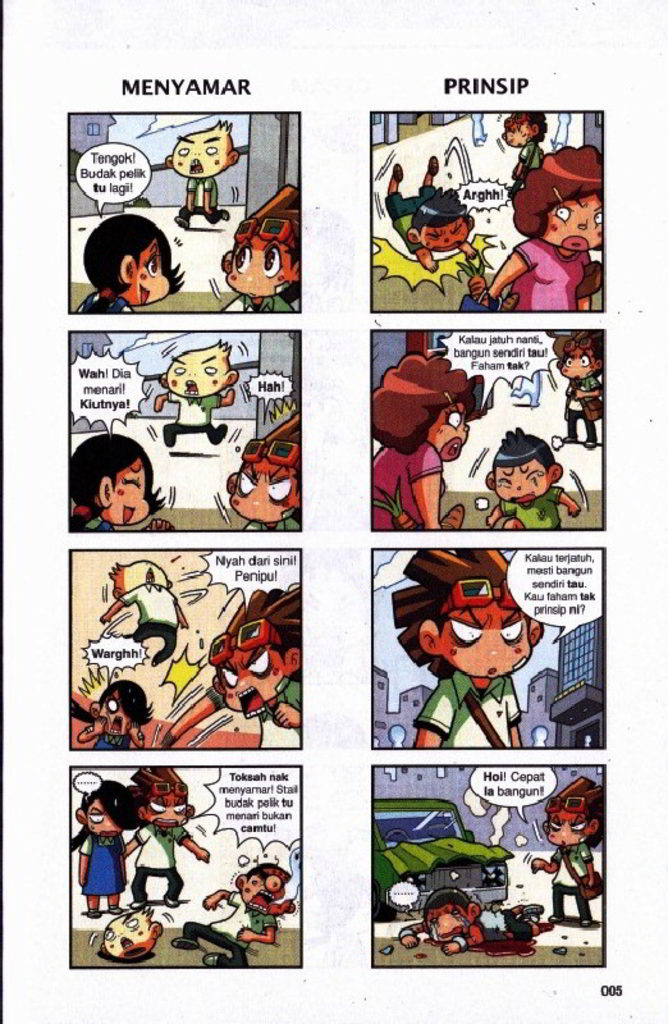 MENYAMAR
Tengok!
Budak pelik
tu lagi!
Wah! Dia
menari!
Kiutnya!
Hah!
Nyah dari sini!
Penipu!
Warghh!
........
Toksah nak
menyamar! Stail
budak pelik tu
menari bukan
camtu!
PRINSIP
Arghh!
Kalau jatuh nanti,
bangun sendiri tau!
Faham tak?
Kalau terjatuh,
mesti bangun
sendiri tau.
Kau faham tak
prinsip ni?
Hoi! Cepat
la bangun!!
........
005